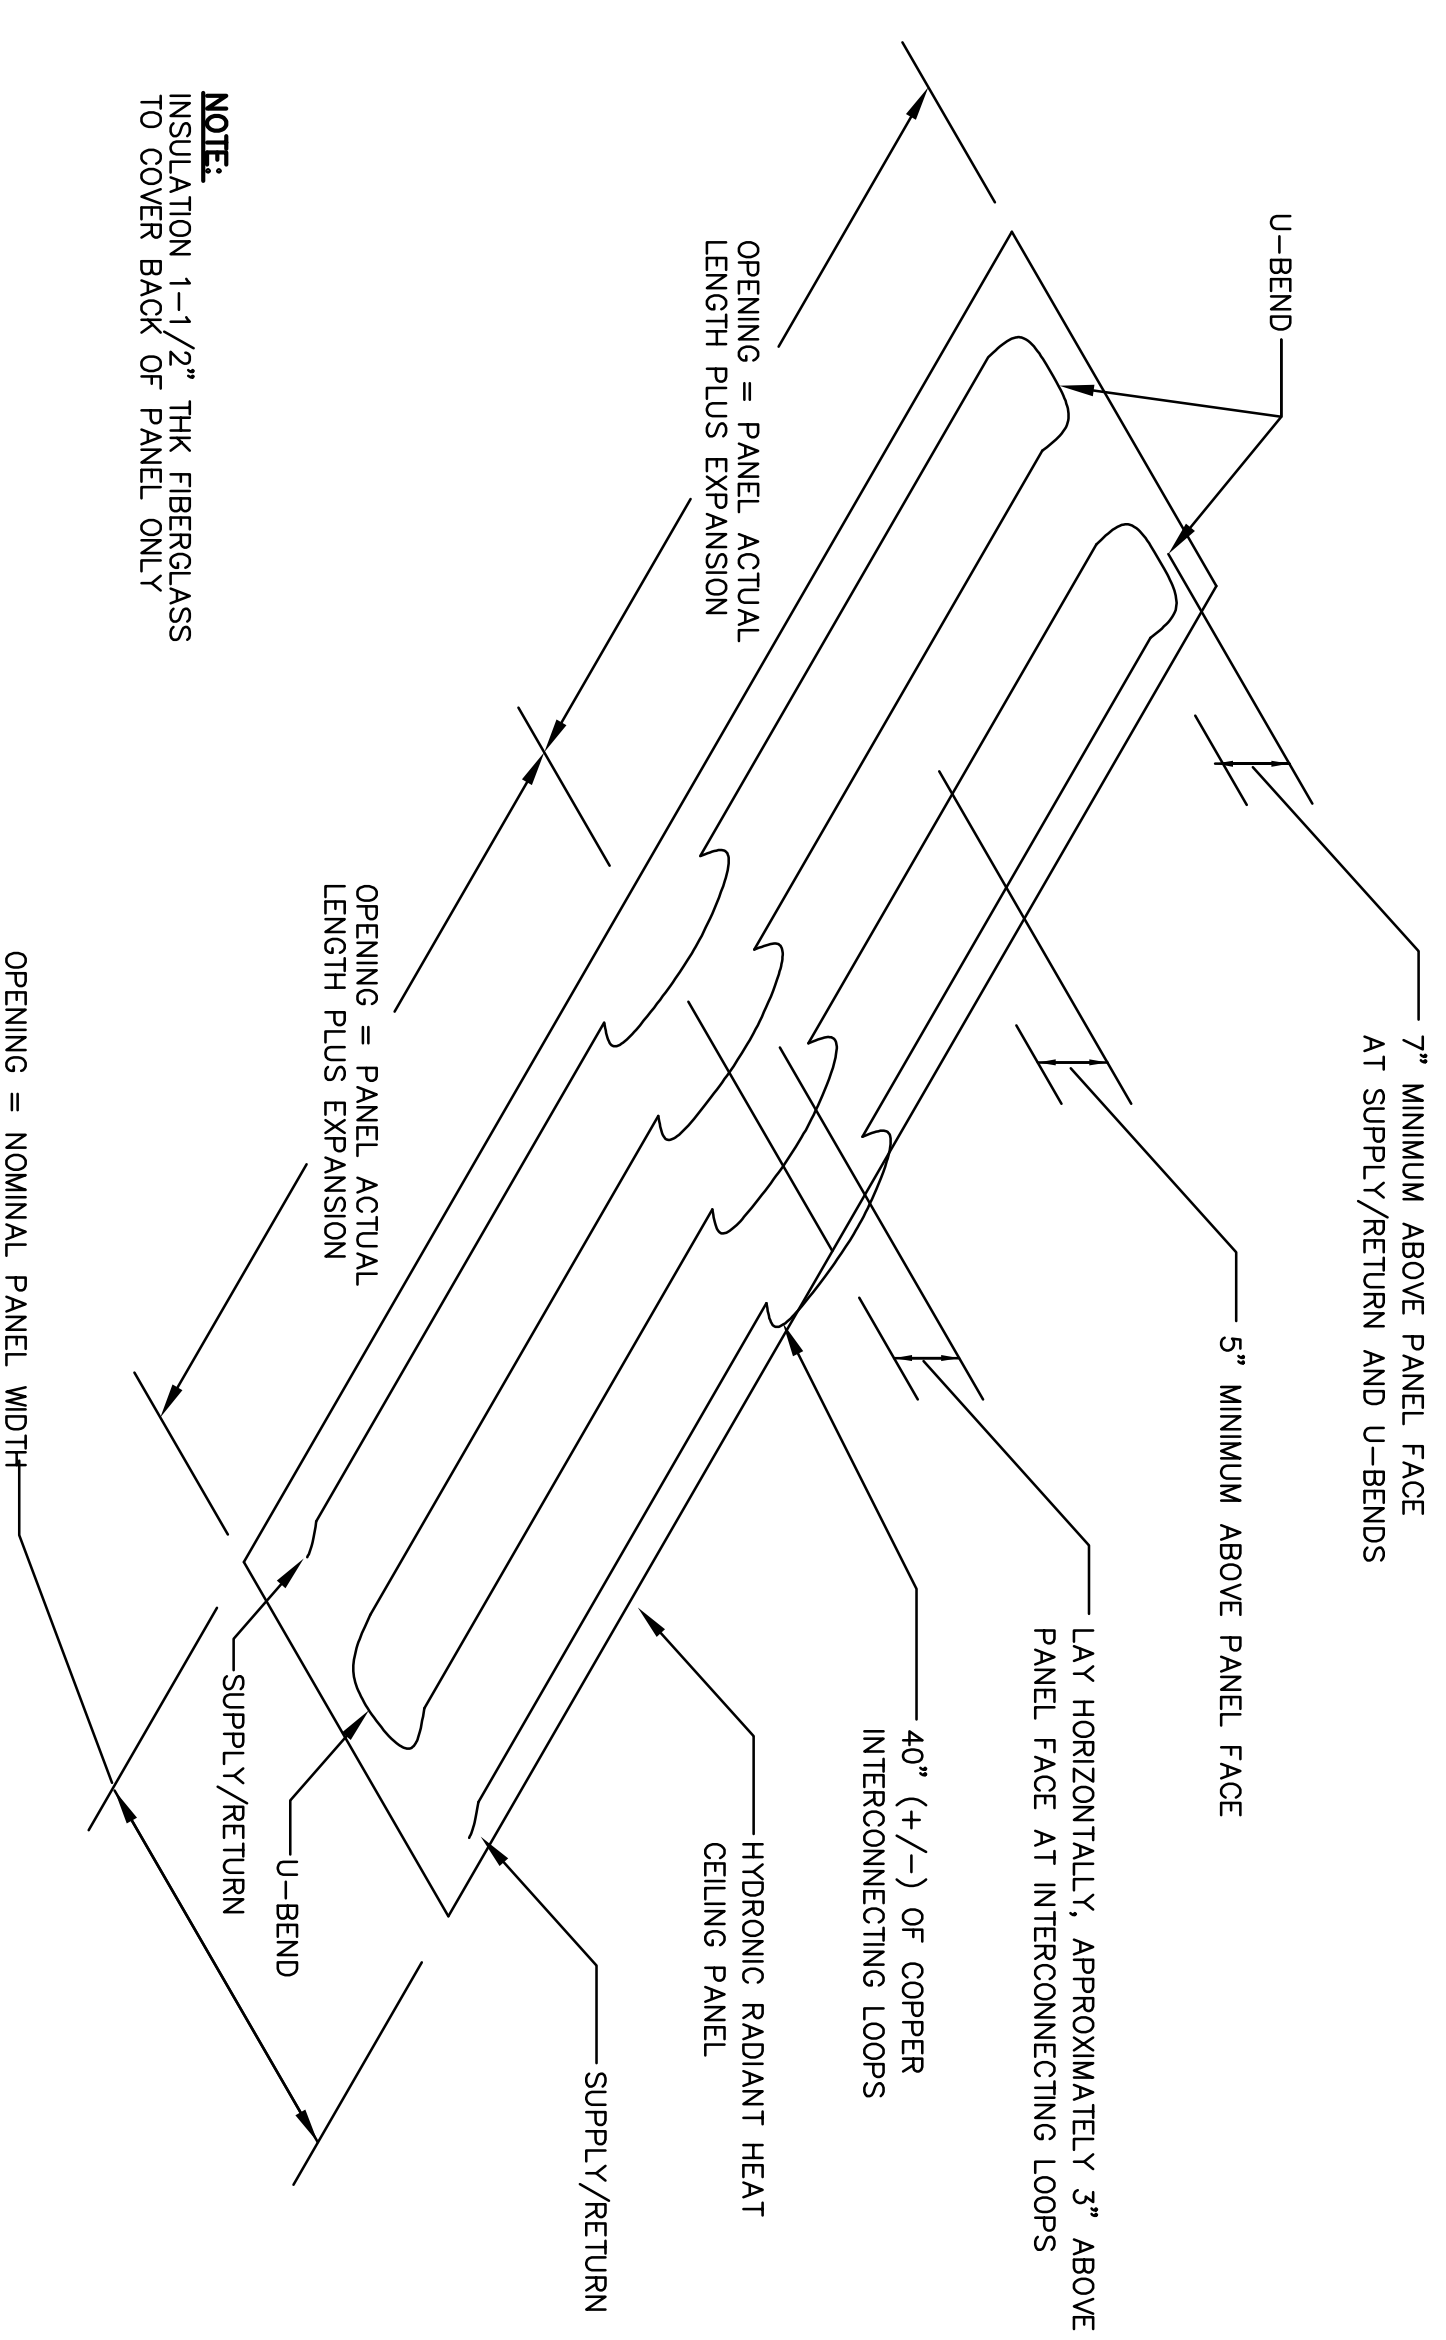 7" MINIMUM ABOVE PANEL FACE
AT SUPPLY/RETURN AND U-BENDS
U-BEND
5" MINIMUM ABOVE PANEL FACE
LAY HORIZONTALLY, APPROXIMATELY 3" ABOVE
PANEL FACE AT INTERCONNECTING LOOPS
40" (+/-) OF COPPER
INTERCONNECTING LOOPS
OPENING = PANEL ACTUAL
LENGTH PLUS EXPANSION
HYDRONIC RADIANT HEAT
CEILING PANEL
SUPPLY/RETURN
OPENING = PANEL ACTUAL
LENGTH PLUS EXPANSION
U-BEND
SUPPLY/RETURN
NOTE:
INSULATION 1-1/2" THK FIBERGLASS
TO COVER BACK OF PANEL ONLY
OPENING = NOMINAL PANEL WIDTH